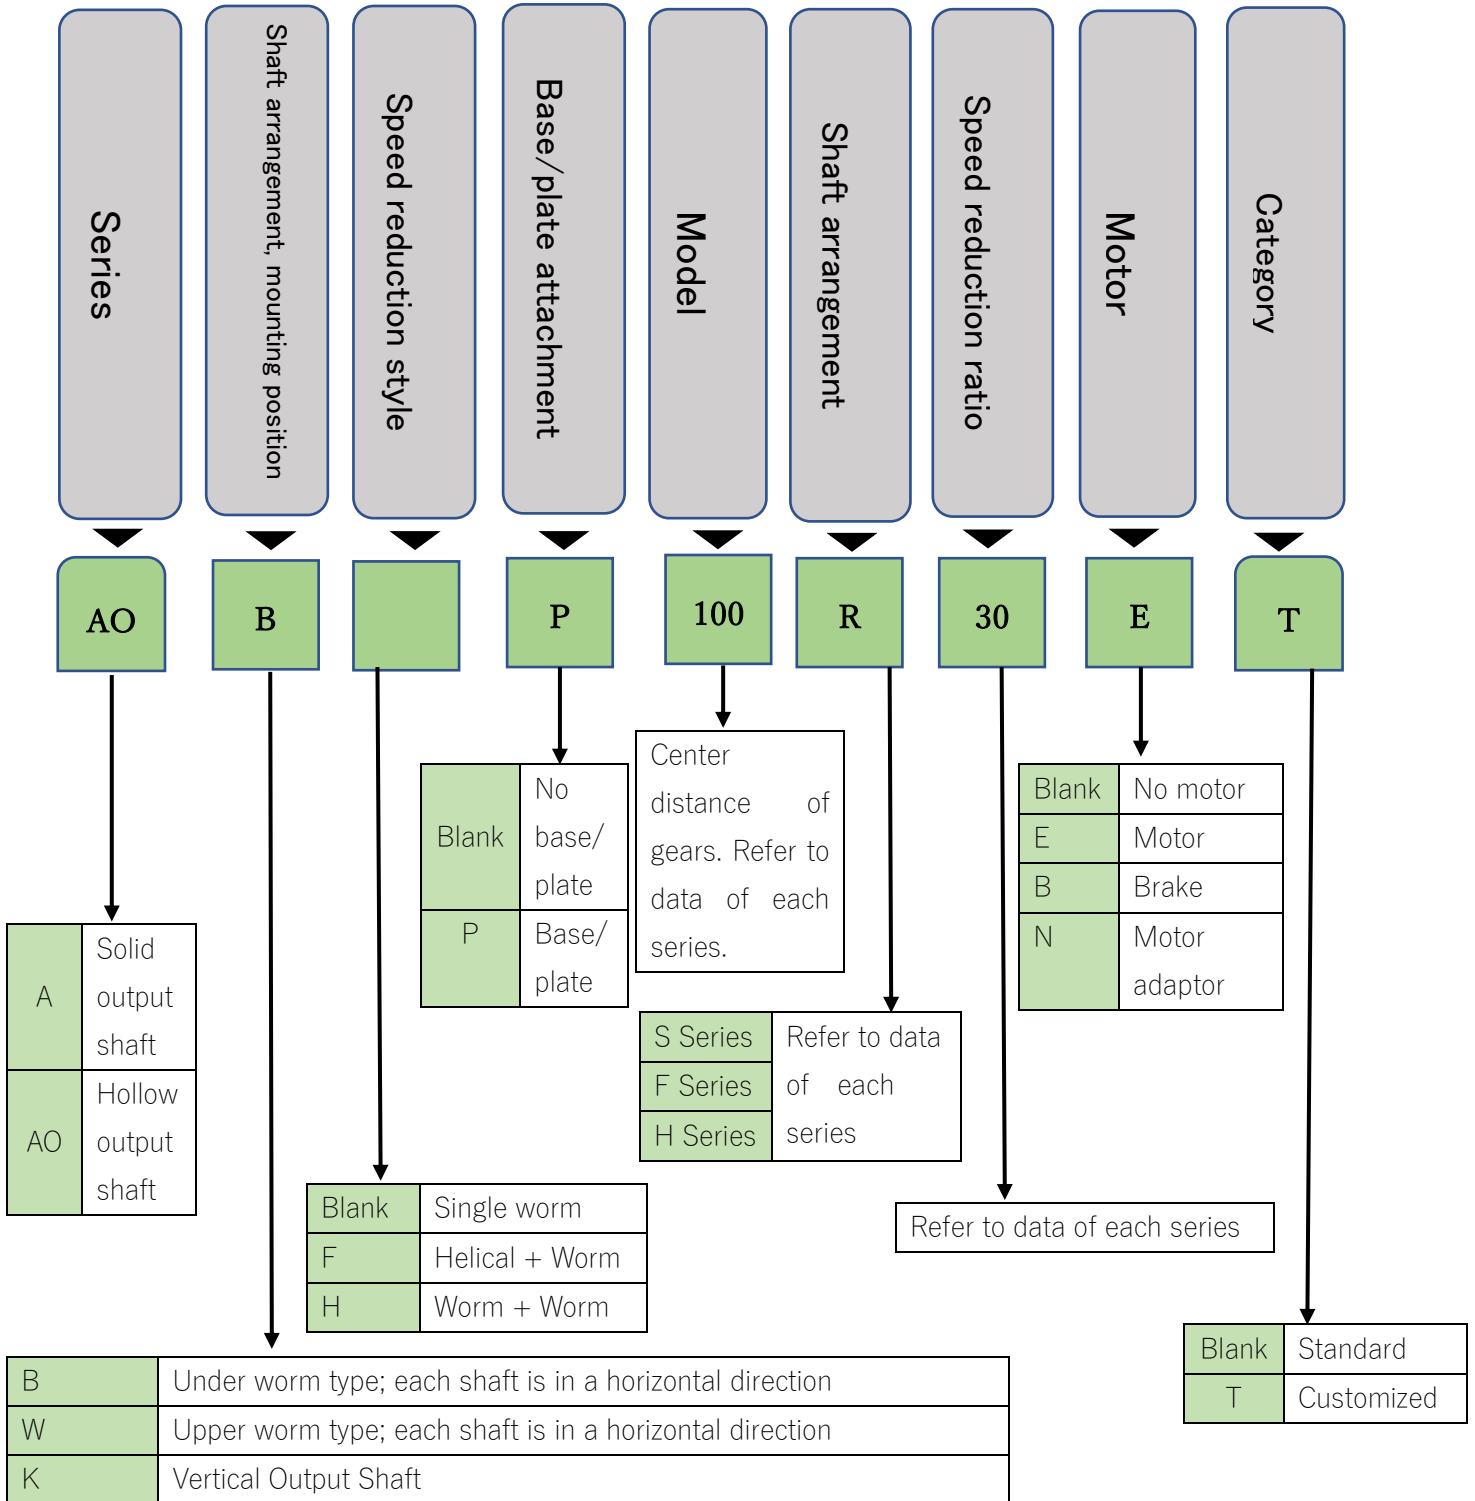 Series
Shaft arrangement, mounting position
Speed reduction style
Base/plate attachment
Model
Shaft arrangement
Speed reduction ratio
Motor
Category
AO
B
P
100
R
30
E
T
A
Solid
output
shaft
AO
Hollow
output
shaft
Blank
No
base/
plate
P
Base/
plate
Center
distance of
gears. Refer to
data of each
series.
Blank No motor
E Motor
B Brake
N Motor
adaptor
S Series
F Series
H Series
Refer to data
of each
series
Blank Single worm
F Helical + Worm
H Worm + Worm
Refer to data of each series
Blank Standard
T Customized
B Under worm type; each shaft is in a horizontal direction
W Upper worm type; each shaft is in a horizontal direction
K Vertical Output Shaft